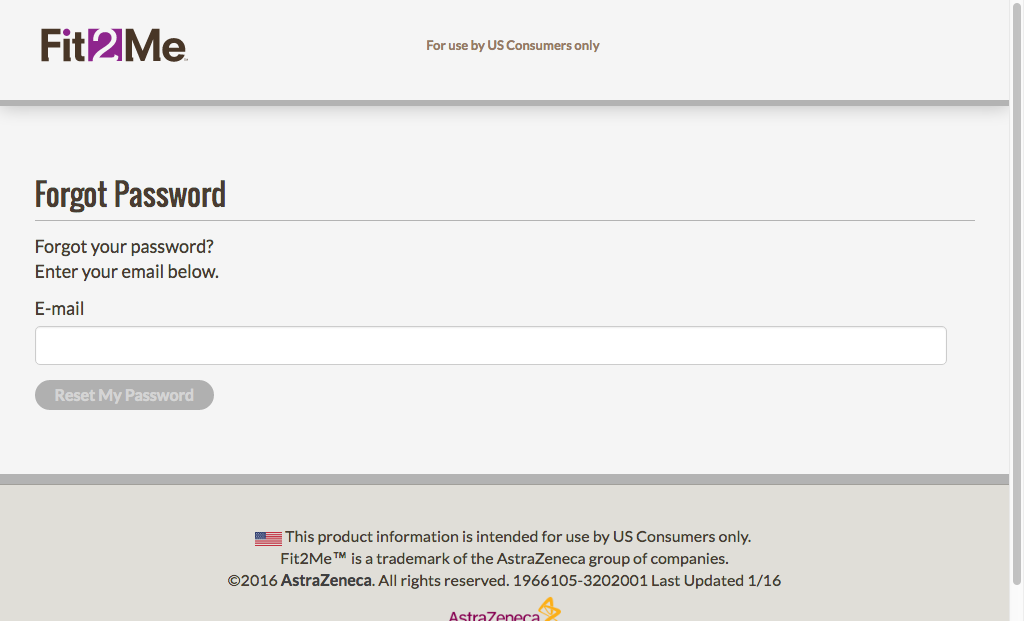 Fit2Me
For use by US Consumers only
Forgot Password
Forgot your password?
Enter your email below.
E-mail
Reset My Password
This product information is intended for use by US Consumers only.
Fit2Me™ is a trademark of the AstraZeneca group of companies.
©2016 AstraZeneca. All rights reserved. 1966105-3202001 Last Updated 1/16
AstraZeneca